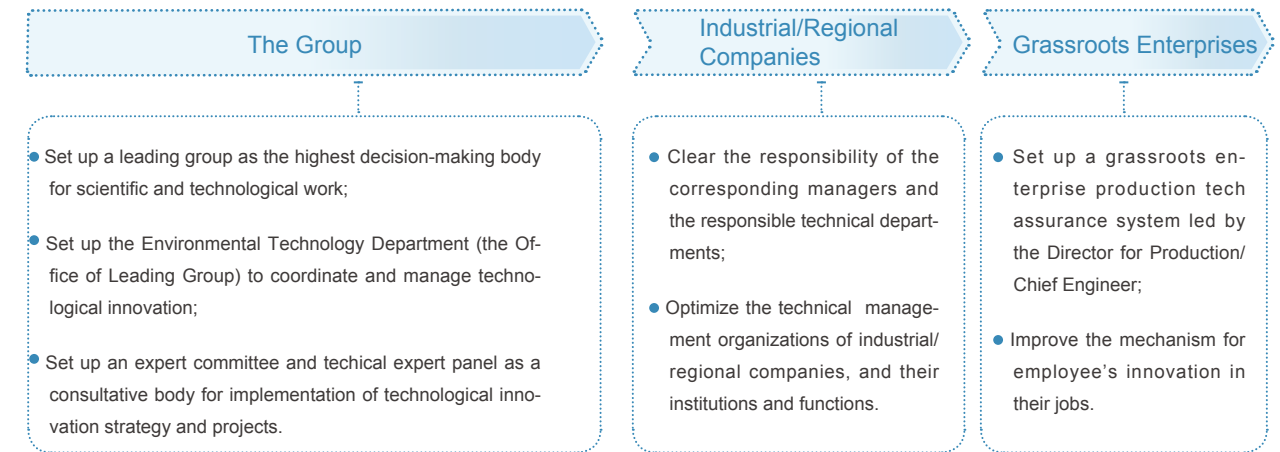 The Group
Set up a leading group as the highest decision-making body
for scientific and technological work;
Set up the Environmental Technology Department (the Of-
fice of Leading Group) to coordinate and manage techno-
logical innovation;
Set up an expert committee and techical expert panel as a
consultative body for implementation of technological inno-
vation strategy and projects.
Industrial/Regional
Companies
Clear the responsibility of the
corresponding managers and
the responsible technical depart-
ments;
Optimize the technical manage-
ment organizations of industrial/
regional companies, and their
institutions and functions.
Grassroots Enterprises
Set up a grassroots en-
terprise production tech
assurance system led by
the Director for Production/
Chief Engineer;
Improve the mechanism for
employee's innovation in
their jobs.